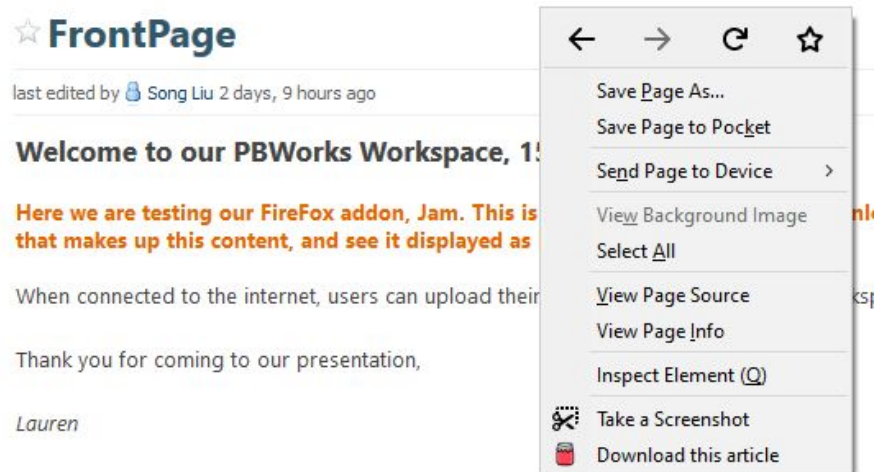 FrontPage
last edited by Song Liu 2 days, 9 hours ago
Welcome to our PBWorks Workspace,
Here we are testing our FireFox addon, Jam. This is
that makes up this content, and see it displayed as
When connected to the internet, users can upload their
Thank you for coming to our presentation,
Lauren
Save Page As...
Save Page to Pocket
Send Page to Device
View Background Image
Select All
View Page Source
View Page Info
Inspect Element (Q)
Take a Screenshot
Download this article